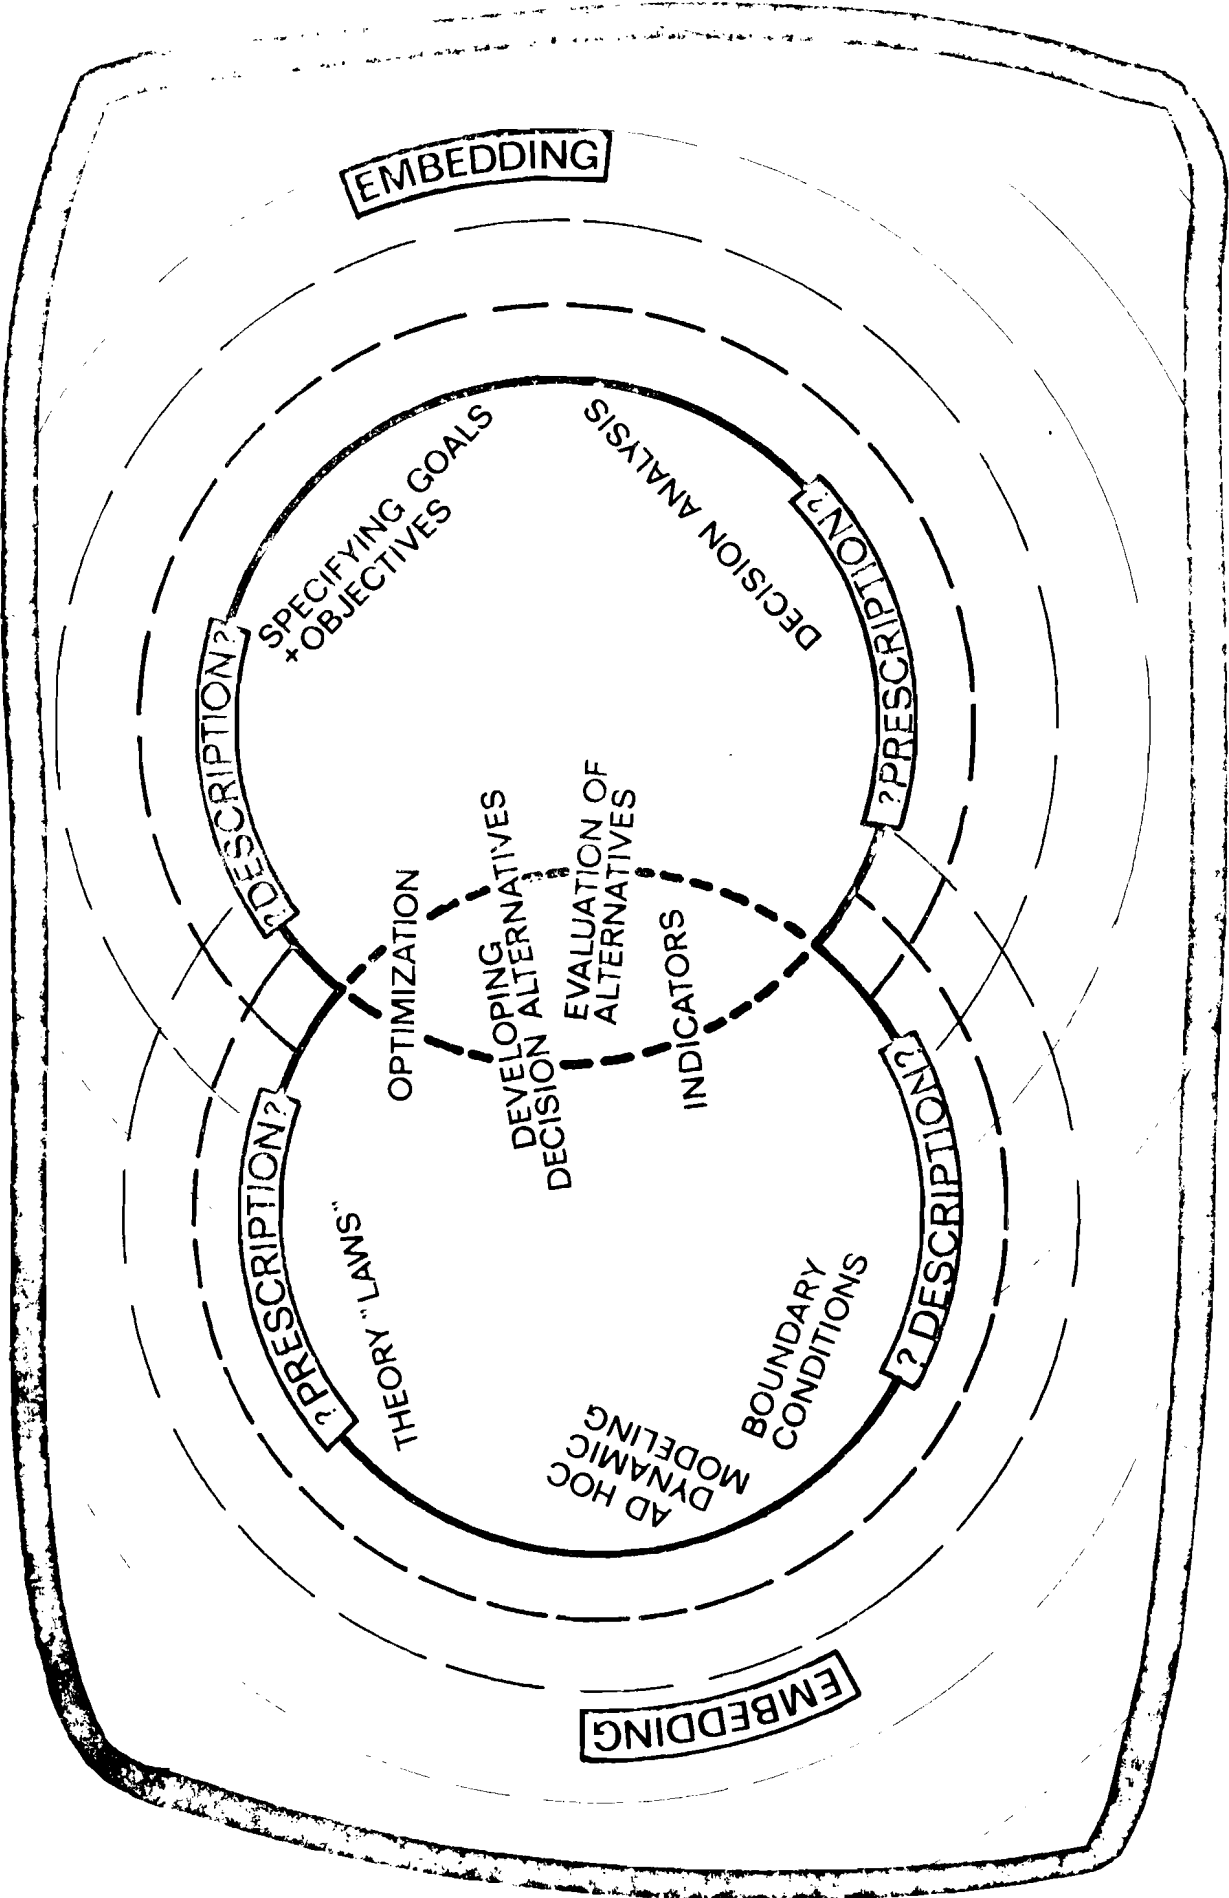 EMBEDDING
SPECIFYING GOALS
+OBJECTIVES
DECISION ANALYSIS
?DESCRIPTION?
?PRESCRIPTION?
OPTIMIZATION
DEVELOPING
DECISION ALTERNATIVES
EVALUATION OF
ALTERNATIVES
INDICATORS
?PRESCRIPTION?
? DESCRIPTION?
THEORY "LAWS"
BOUNDARY
CONDITIONS
AD HOC
DYNAMIC
MODELING
EMBEDDING